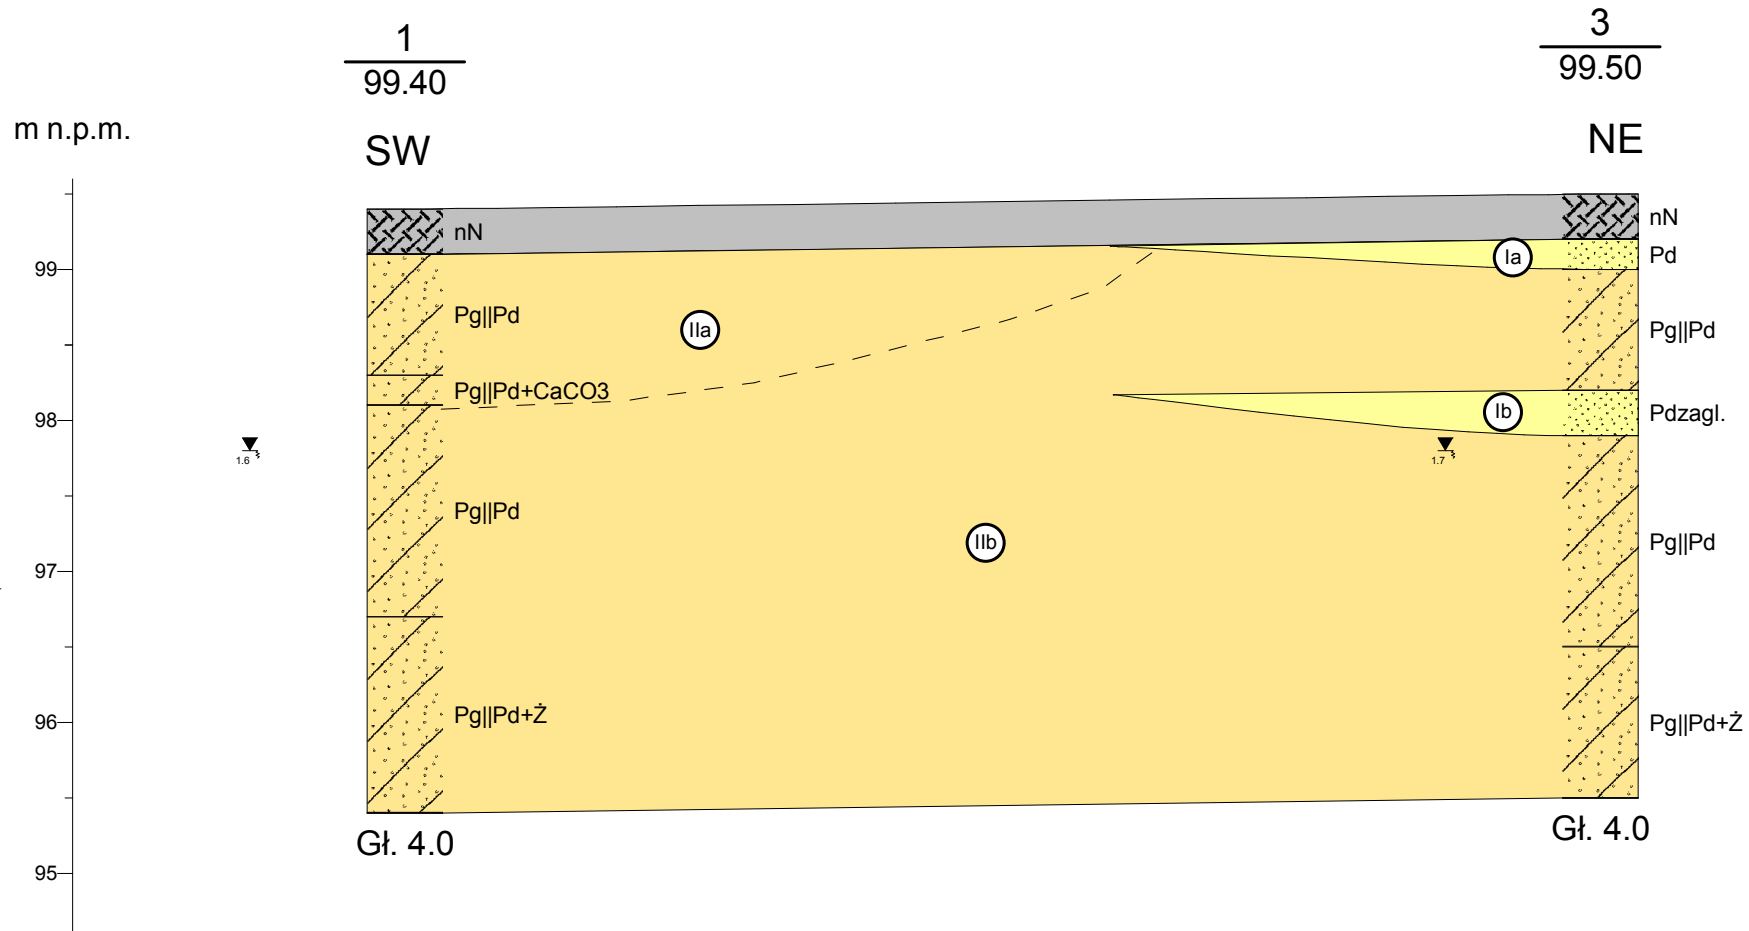 1
99.40
3
99.50
m n.p.m.
SW
NE
nN
nN
Pd
99
Ia
Pg||Pd
IIa
Pg||Pd
Pg||Pd+CaCO3
98
Ib
Pdzagl.
1.6
1.7
Pg||Pd
IIb
Pg||Pd
97
Pg||Pd+Ż
96
Pg||Pd+Ż
Gł. 4.0
Gł. 4.0
95